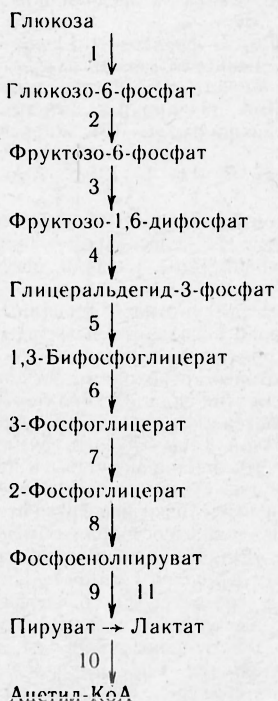 Глюкоза
1
Глюкозо-6-фосфат
2
Фруктозо-6-фосфат
3
Фруктозо-1,6-дифосфат
4
Глицеральдегид-3-фосфат
5
1,3-Бифосфоглицерат
6
3-Фосфоглицерат
7
2-Фосфоглицерат
8
Фосфоенолпируват
9 11
Пируват → Лактат
10
Ацетил-КоА